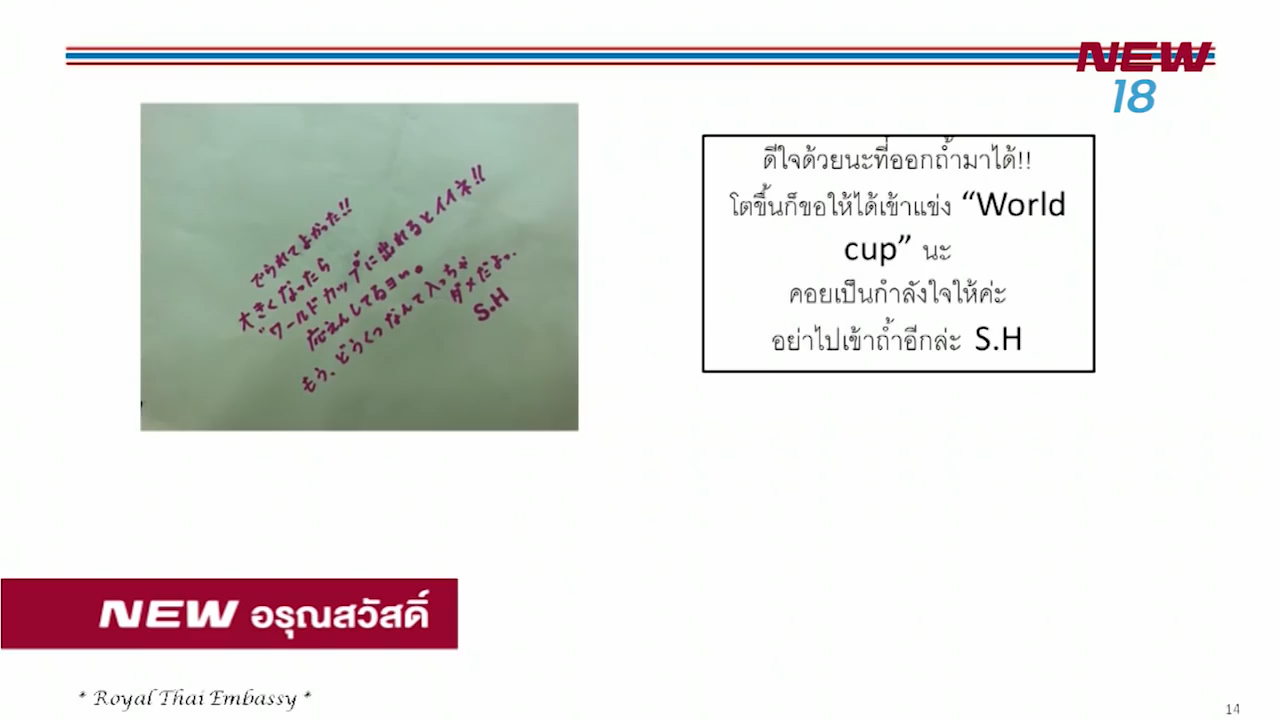 NEW
18
でられてよかった!!
大きくなったら
"ワールドカップ"に出れるとイイネ!!
応えんしてるヨい。
もう、どうくつなんて入っちゃ
ダメだよっ。
S.H
ดีใจด้วยนะที่ออกถ้ำมาได้!!
โตขึ้นก็ขอให้ได้เข้าแข่ง “World
cup” นะ
คอยเป็นกำลังใจให้ค่ะ
อย่าไปเข้าถ้ำอีกล่ะ S.H
NEW อรุณสวัสดิ์
* Royal Thai Embassy *
14